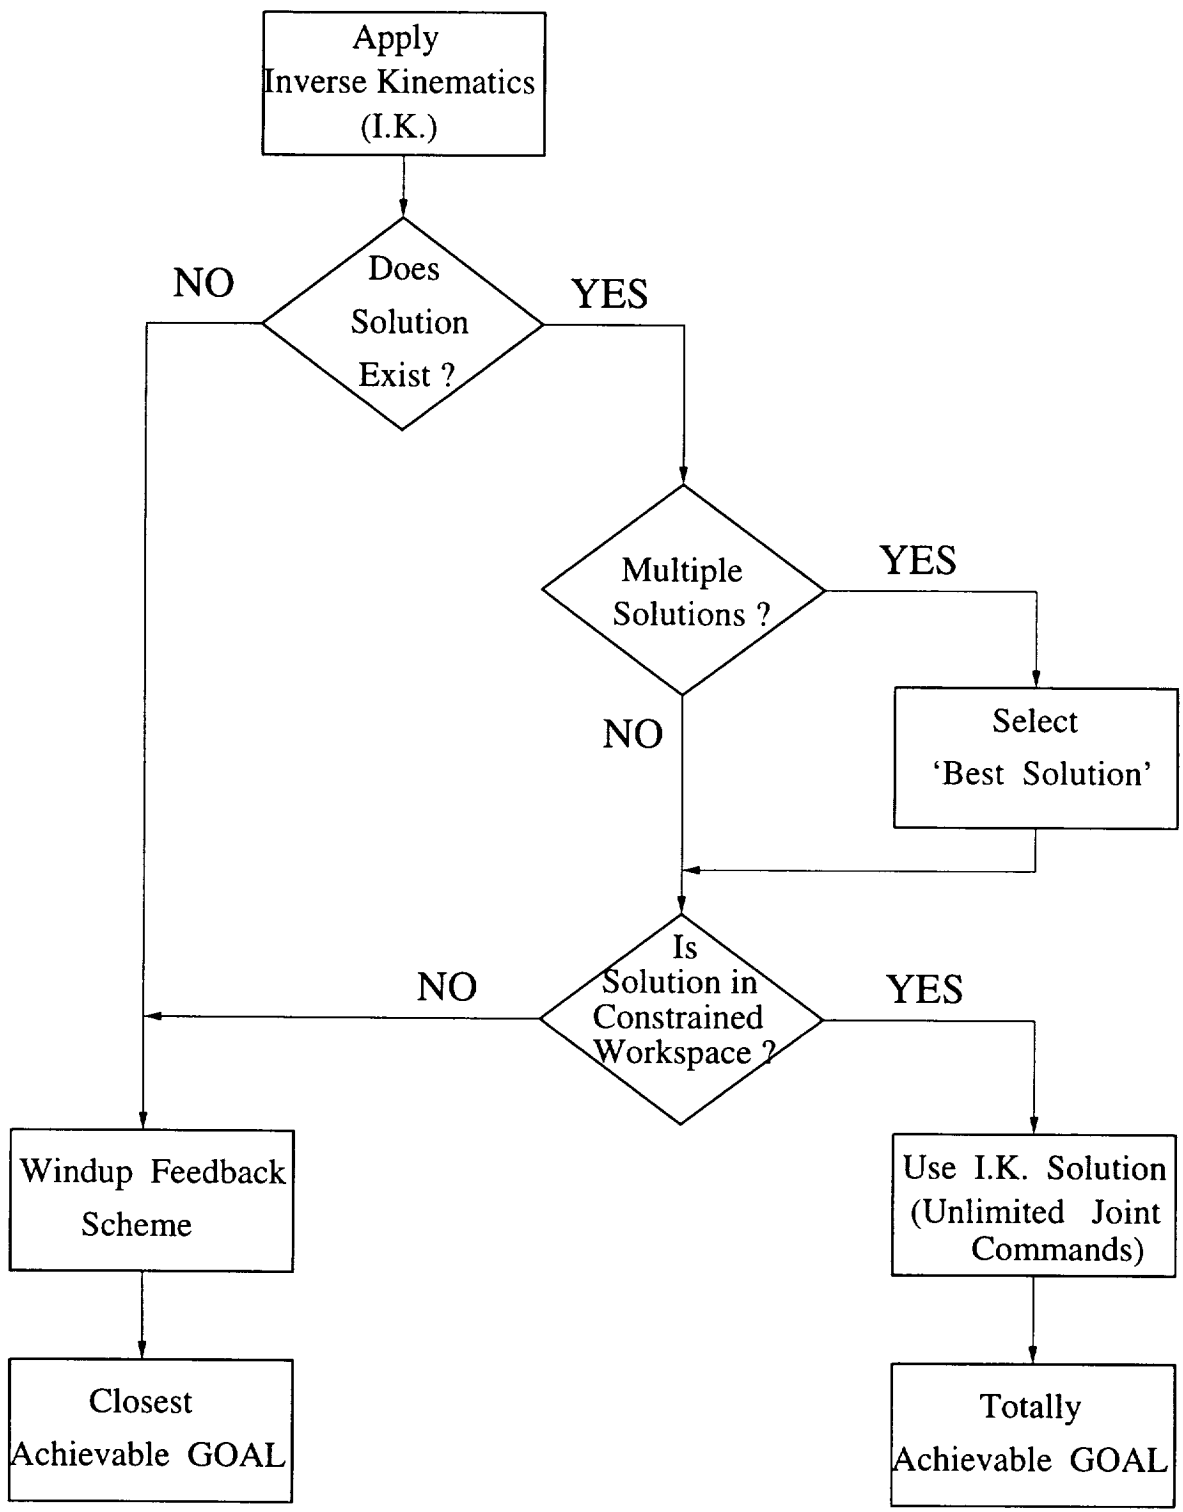 Apply
Inverse Kinematics
(I.K.)
Does
Solution
Exist ?
NO
YES
Multiple
Solutions ?
YES
NO
Select
‘Best Solution’
Is
Solution in
Constrained
Workspace ?
NO
YES
Windup Feedback
Scheme
Use I.K. Solution
(Unlimited Joint
Commands)
Closest
Achievable GOAL
Totally
Achievable GOAL